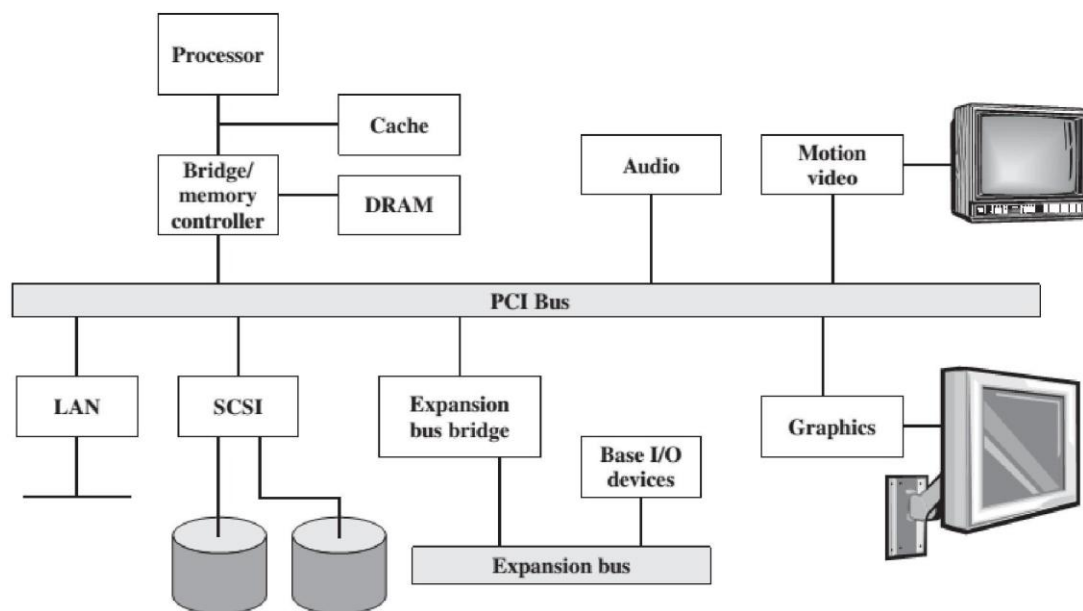 Processor
Cache
Bridge/
memory
controller
DRAM
Audio
Motion
video
PCI Bus
LAN
SCSI
Expansion
bus bridge
Base I/O
devices
Graphics
Expansion bus